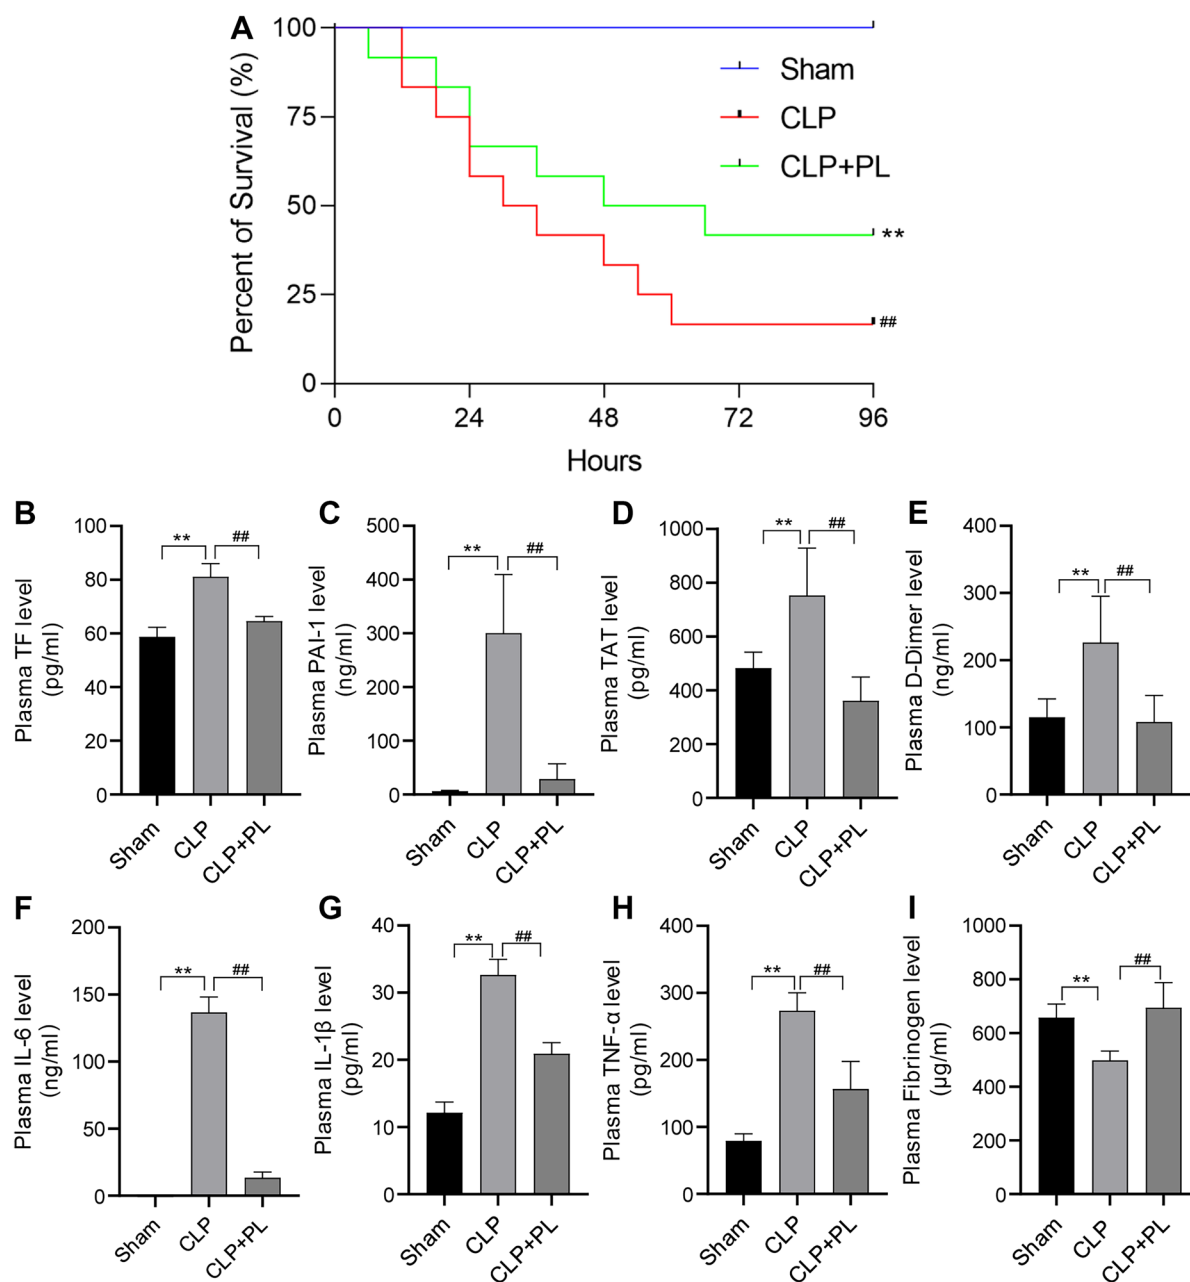 A
Percent of Survival (%)
100
75
50
25
0
Sham
CLP
CLP+PL
**
##
0 24 48 72 96
Hours
B
Plasma TF level
(pg/ml)
100
80
60
40
20
0
** ##
Sham CLP CLP+PL
C
Plasma PAI-1 level
(ng/ml)
500
400
300
200
100
0
** ##
Sham CLP CLP+PL
D
Plasma TAT level
(pg/ml)
1000
800
600
400
200
0
** ##
Sham CLP CLP+PL
E
Plasma D-Dimer level
(ng/ml)
400
300
200
100
0
** ##
Sham CLP CLP+PL
F
Plasma IL-6 level
(ng/ml)
200
150
100
50
0
** ##
Sham CLP CLP+PL
G
Plasma IL-1β level
(pg/ml)
40
30
20
10
0
** ##
Sham CLP CLP+PL
H
Plasma TNF-α level
(pg/ml)
400
300
200
100
0
** ##
Sham CLP CLP+PL
I
Plasma Fibrinogen level
(μg/ml)
1000
800
600
400
200
0
** ##
Sham CLP CLP+PL